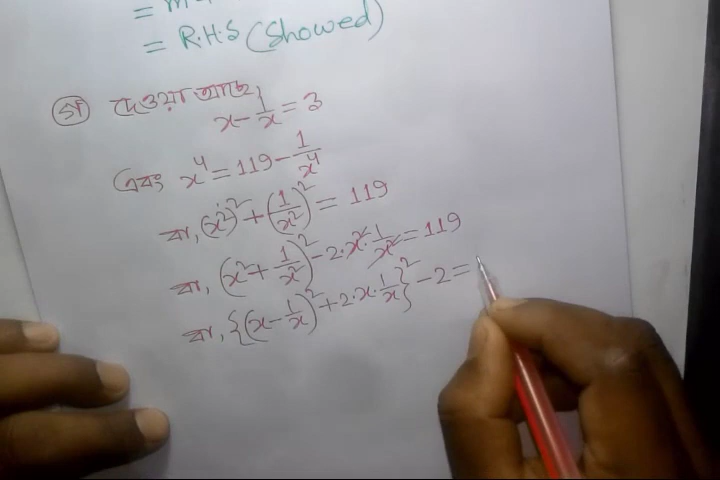 =
= R.H.S (Showed)
গ দেওয়া আছে,
x - 1/x = 3
এবং x⁴ = 119 - 1/x⁴
বা, (x²)² + (1/x²)² = 119
বা, (x² + 1/x²)² - 2·x²·1/x² = 119
বা, {(x - 1/x)² + 2·x·1/x}² - 2 =